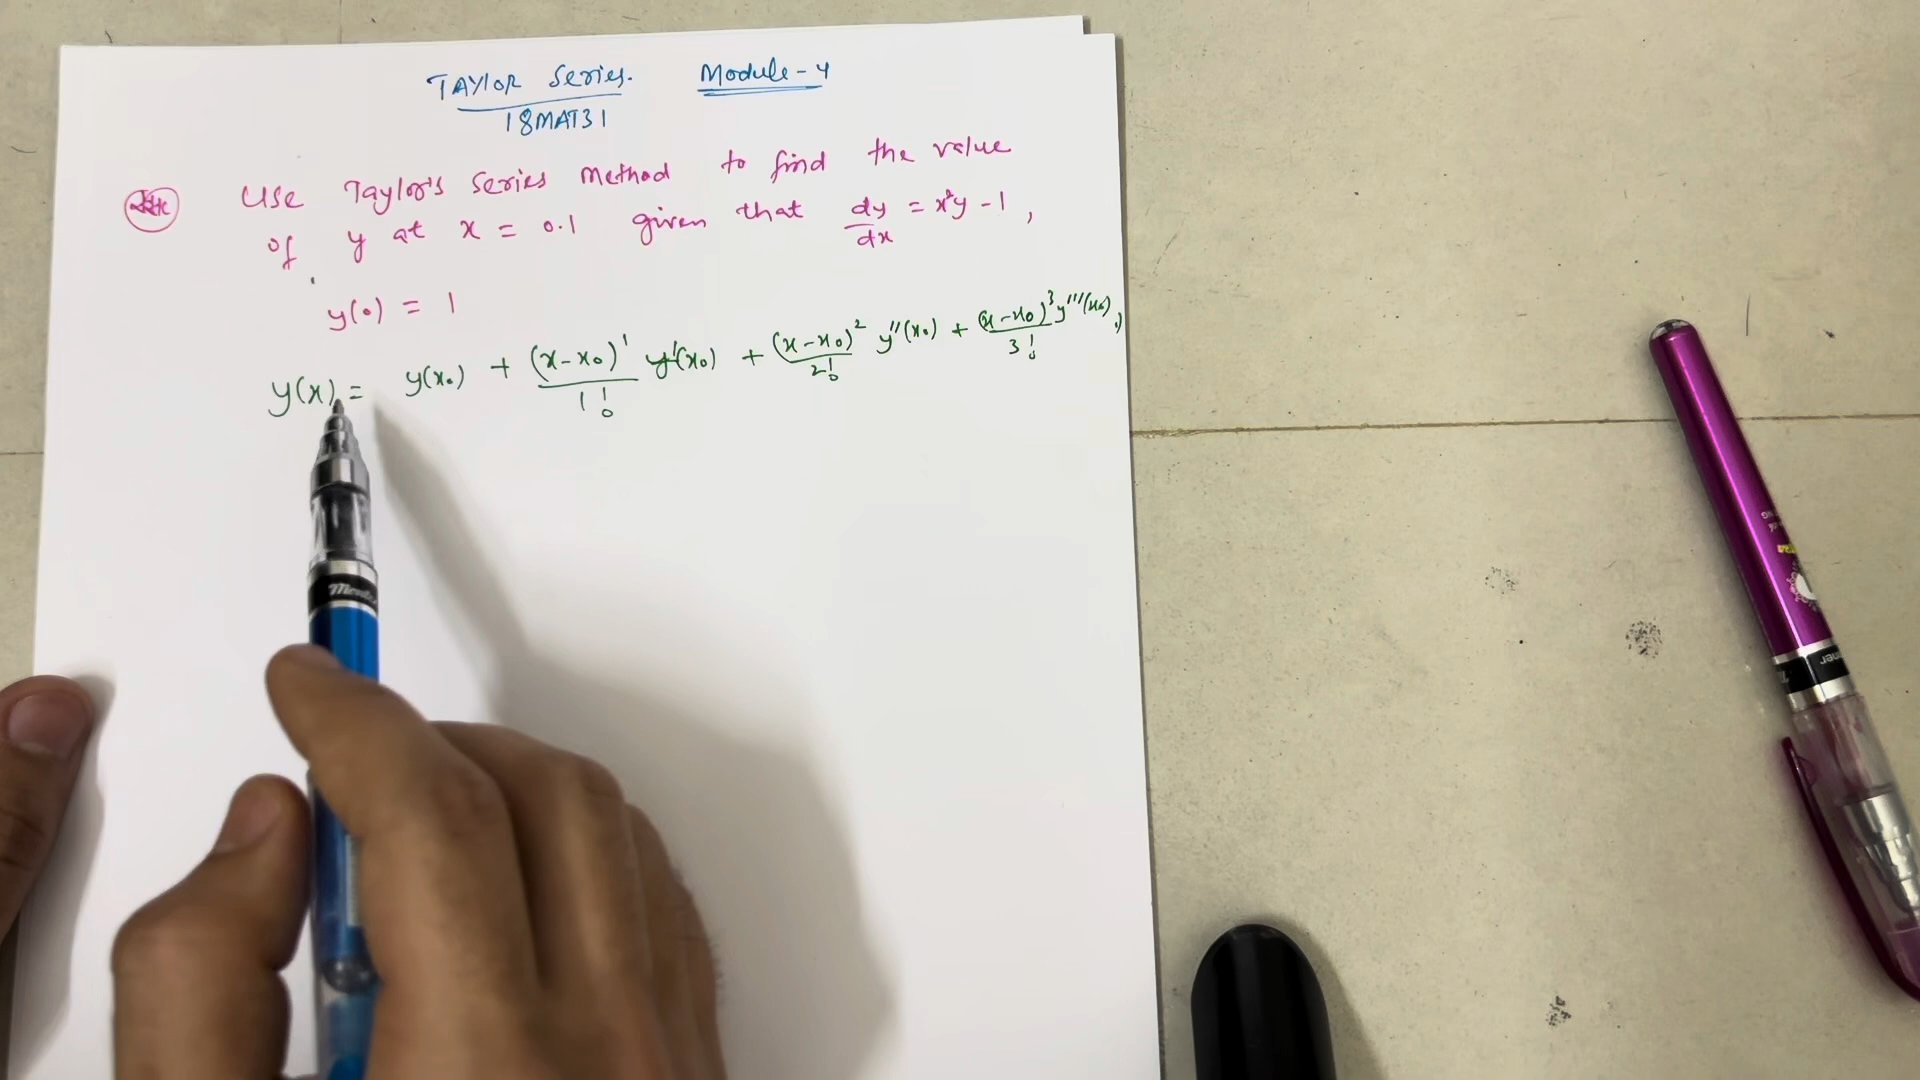 TAYLOR Series. Module-4
18MAT31
Use Taylor's Series Method to find the value
of y at x = 0.1 given that dy/dx = x²y - 1,
y(0) = 1
y(x) = y(x₀) + (x-x₀)¹/1! y'(x₀) + (x-x₀)²/2! y''(x₀) + (x-x₀)³/3! y'''(x₀)